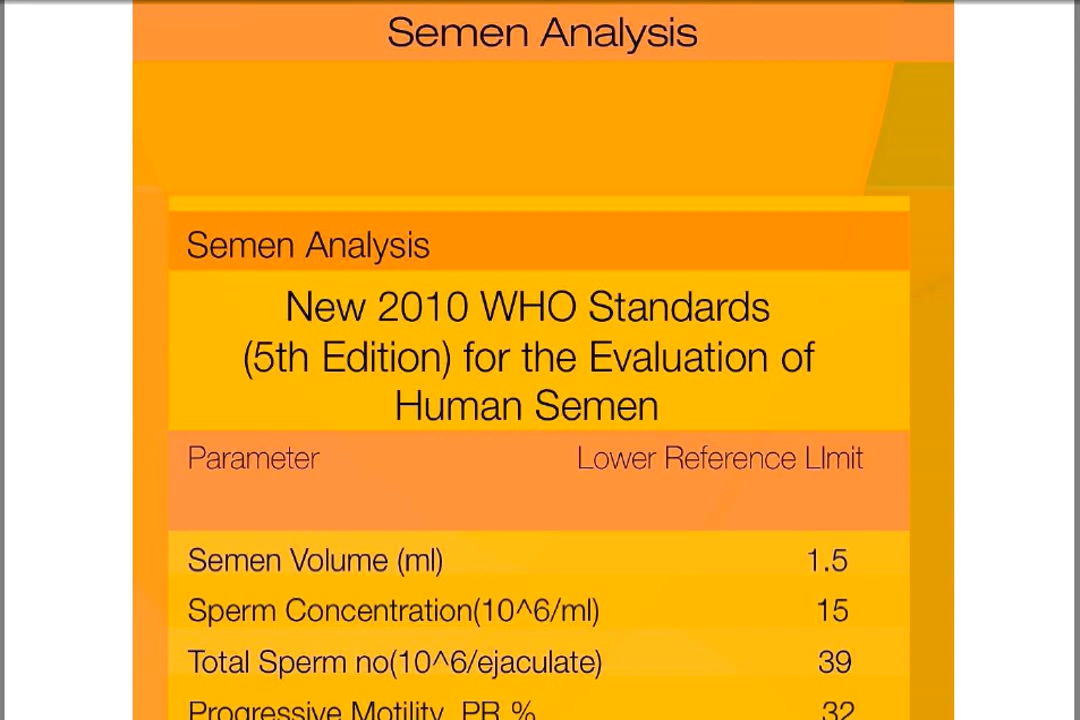 Semen Analysis
Semen Analysis
New 2010 WHO Standards
(5th Edition) for the Evaluation of
Human Semen
Parameter Lower Reference LImit
Semen Volume (ml) 1.5
Sperm Concentration(10^6/ml) 15
Total Sperm no(10^6/ejaculate) 39
Progressive Motility, PR,% 32